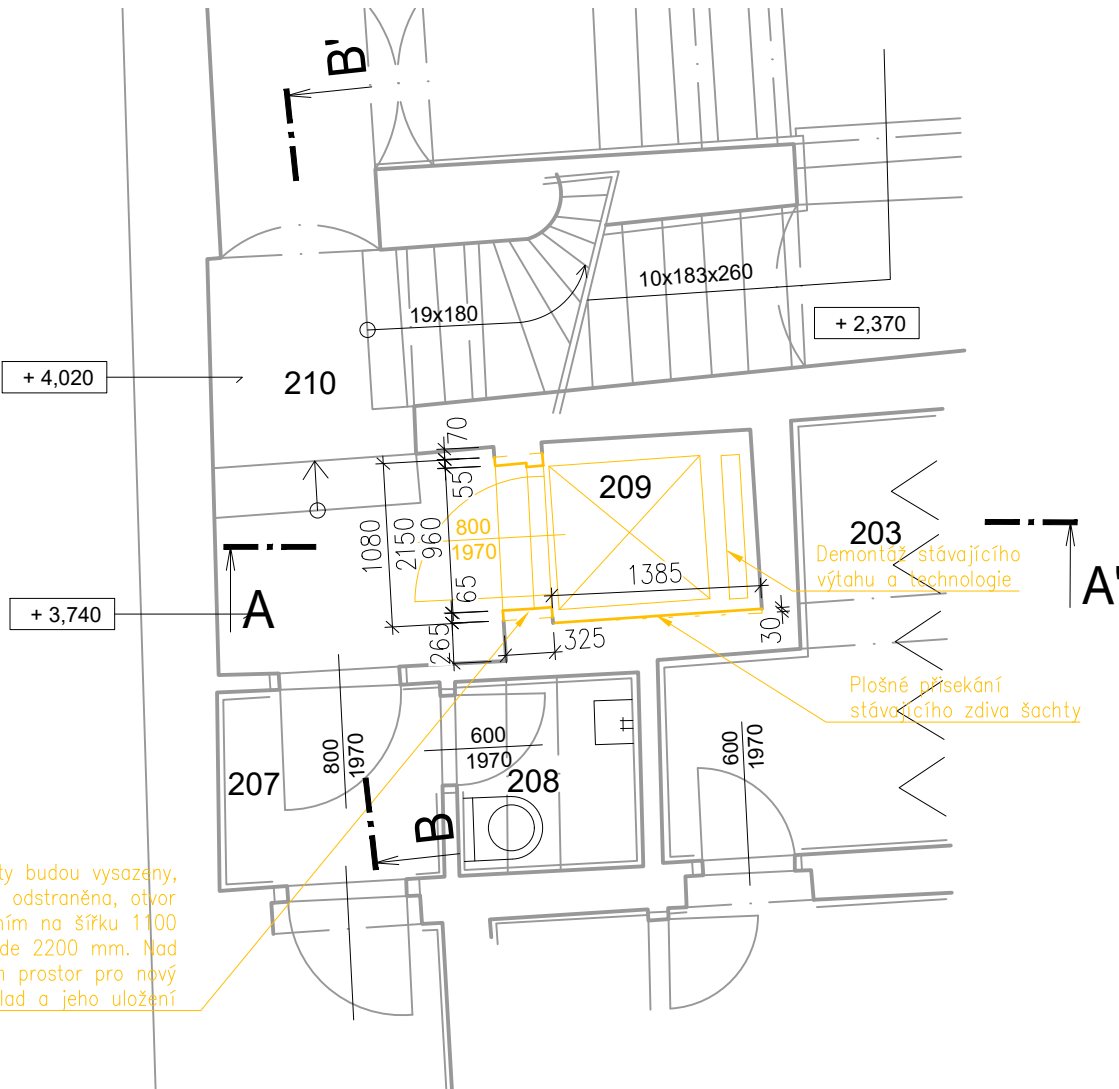 B'
10x183x260
19x180
+ 2,370
+ 4,020
210
70
55
209
800
1970
1080
2150
960
203
Demontáž stávajícího
výtahu a technologie
1385
65
A
A'
+ 3,740
265
325
30
Plošné přisekání
stávajícího zdiva šachty
207
800
1970
600
1970
208
600
1970
B
ty budou vysazeny,
odstraněna, otvor
ním na šířku 1100
de 2200 mm. Nad
prostor pro nový
lad a jeho uložení